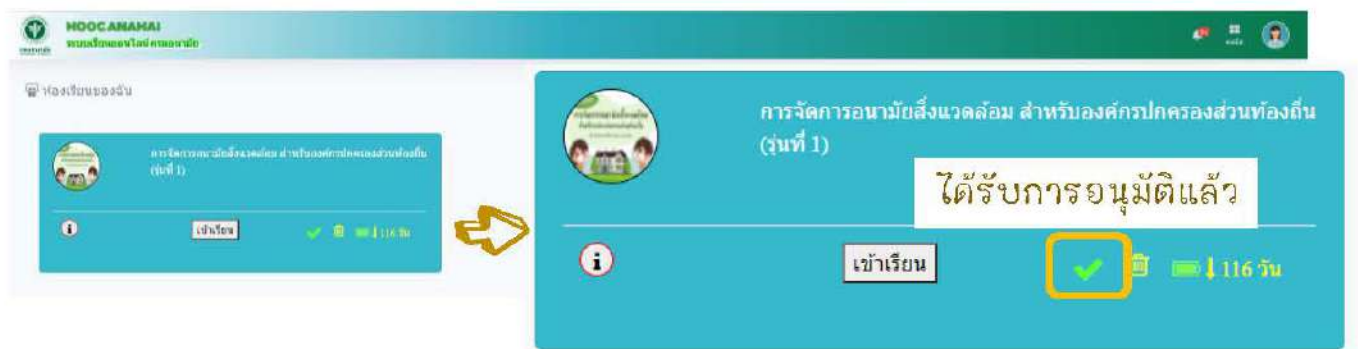 MOOC ANAMAI
ระบบเรียนออนไลน์ กรมอนามัย
ห้องเรียนของฉัน
การจัดการอนามัยสิ่งแวดล้อม สำหรับองค์กรปกครองส่วนท้องถิ่น
(รุ่นที่ 1)
เข้าเรียน
116 วัน
การจัดการอนามัยสิ่งแวดล้อม สำหรับองค์กรปกครองส่วนท้องถิ่น
(รุ่นที่ 1)
ได้รับการอนุมัติแล้ว
i
เข้าเรียน
116 วัน